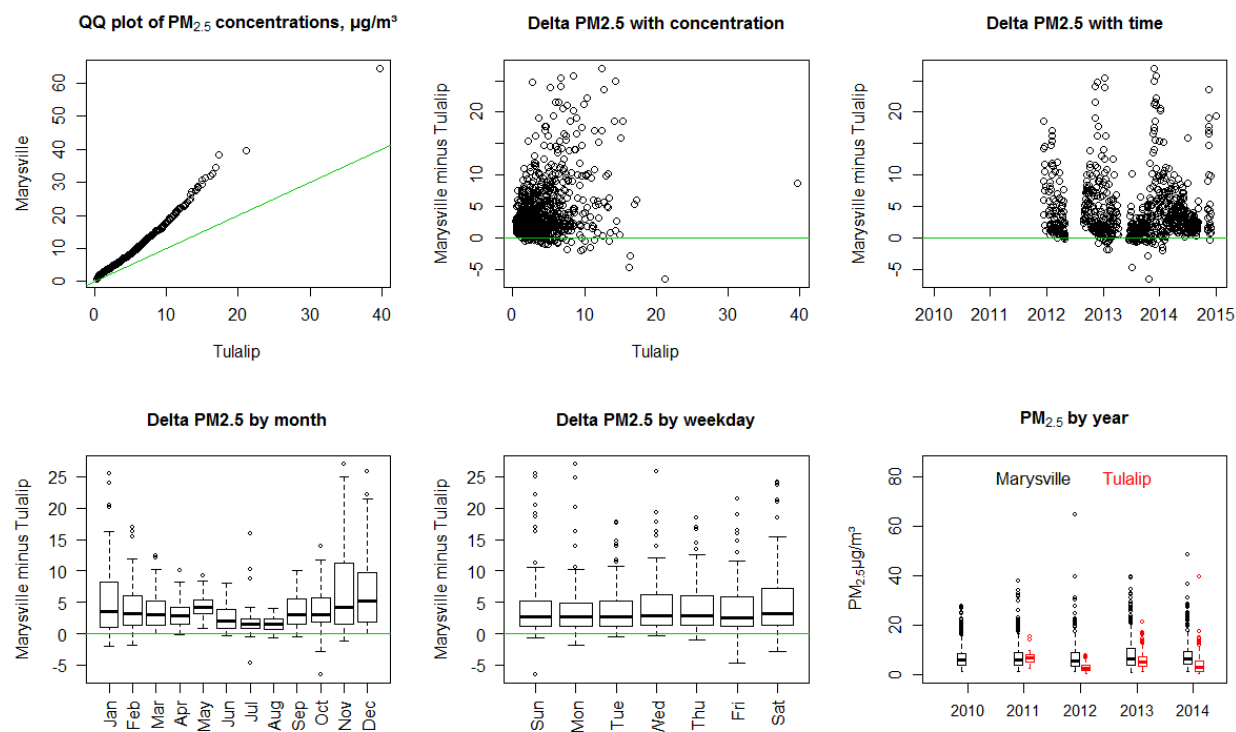 QQ plot of PM2.5 concentrations, µg/m³
Marysville
0 10 20 30 40 50 60
0 10 20 30 40
Tulalip
Delta PM2.5 with concentration
Marysville minus Tulalip
-5 0 5 10 20
0 10 20 30 40
Tulalip
Delta PM2.5 with time
Marysville minus Tulalip
-5 0 5 10 20
2010 2011 2012 2013 2014 2015
Delta PM2.5 by month
Marysville minus Tulalip
-5 0 5 10 15 20 25
Jan Feb Mar Apr May Jun Jul Aug Sep Oct Nov Dec
Delta PM2.5 by weekday
Marysville minus Tulalip
-5 0 5 10 15 20 25
Sun Mon Tue Wed Thu Fri Sat
PM2.5 by year
PM2.5µg/m³
0 20 40 60 80
Marysville Tulalip
2010 2011 2012 2013 2014